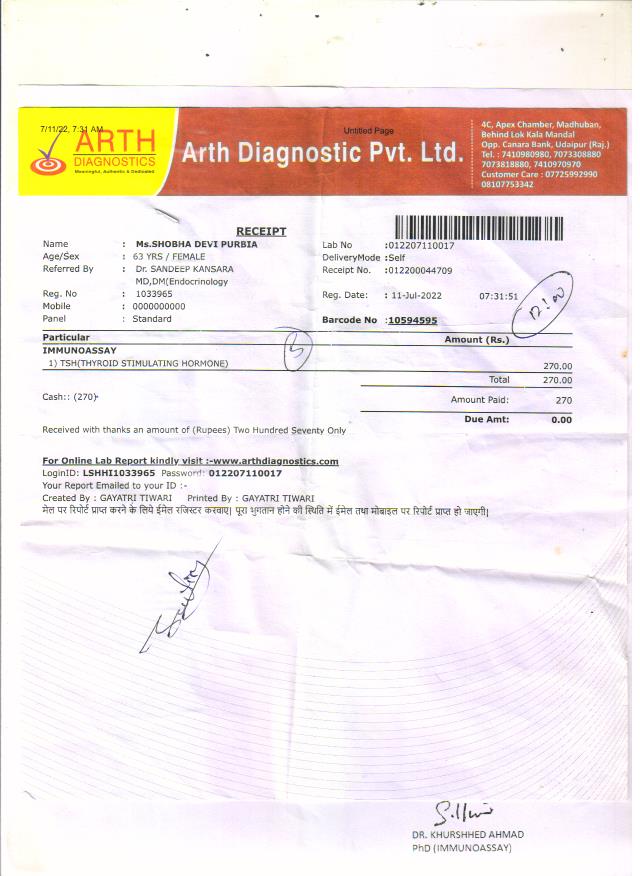 7/11/22, 7:31 AM
Untitled Page
ARTH
DIAGNOSTICS
Meaningful, Authentic & Dedicated
Arth Diagnostic Pvt. Ltd.
4C, Apex Chamber, Madhuban,
Behind Lok Kala Mandal
Opp. Canara Bank, Udaipur (Raj.)
Tel. : 7410980980, 7073308880
7073818880, 7410970970
Customer Care : 07725992990
08107753342
RECEIPT
Name : Ms.SHOBHA DEVI PURBIA Lab No :012207110017
Age/Sex : 63 YRS / FEMALE DeliveryMode :Self
Referred By : Dr. SANDEEP KANSARA Receipt No. :012200044709
MD,DM(Endocrinology
Reg. No : 1033965 Reg. Date: : 11-Jul-2022 07:31:51
Mobile : 0000000000
Panel : Standard Barcode No :10594595
Particular Amount (Rs.)
IMMUNOASSAY
1) TSH(THYROID STIMULATING HORMONE) 270.00
Total 270.00
Cash:: (270) Amount Paid: 270
Due Amt: 0.00
Received with thanks an amount of (Rupees) Two Hundred Seventy Only
For Online Lab Report kindly visit :-www.arthdiagnostics.com
LoginID: LSHHI1033965 Password: 012207110017
Your Report Emailed to your ID :-
Created By : GAYATRI TIWARI Printed By : GAYATRI TIWARI
मेल पर रिपोर्ट प्राप्त करने के लिये ईमेल रजिस्टर करवाए। पूरा भुगतान होने की स्थिति में ईमेल तथा मोबाइल पर रिपोर्ट प्राप्त हो जाएगी।
DR. KHURSHHED AHMAD
PhD (IMMUNOASSAY)